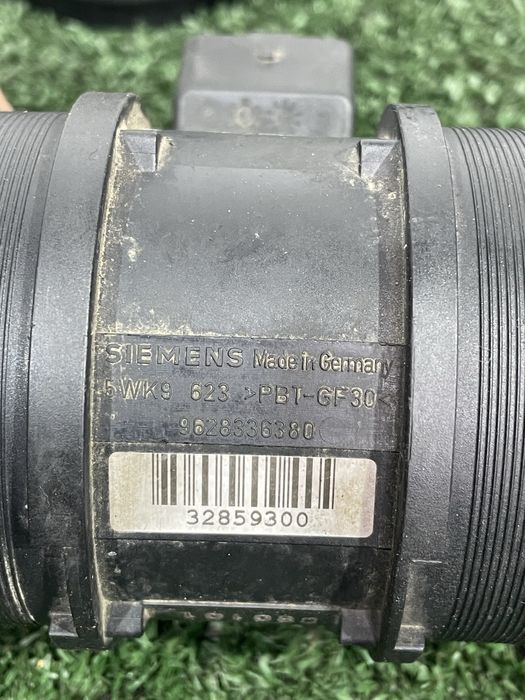 SIEMENS Made in Germany
5WK9 623 >PBT-GF30<
9628336380
32859300